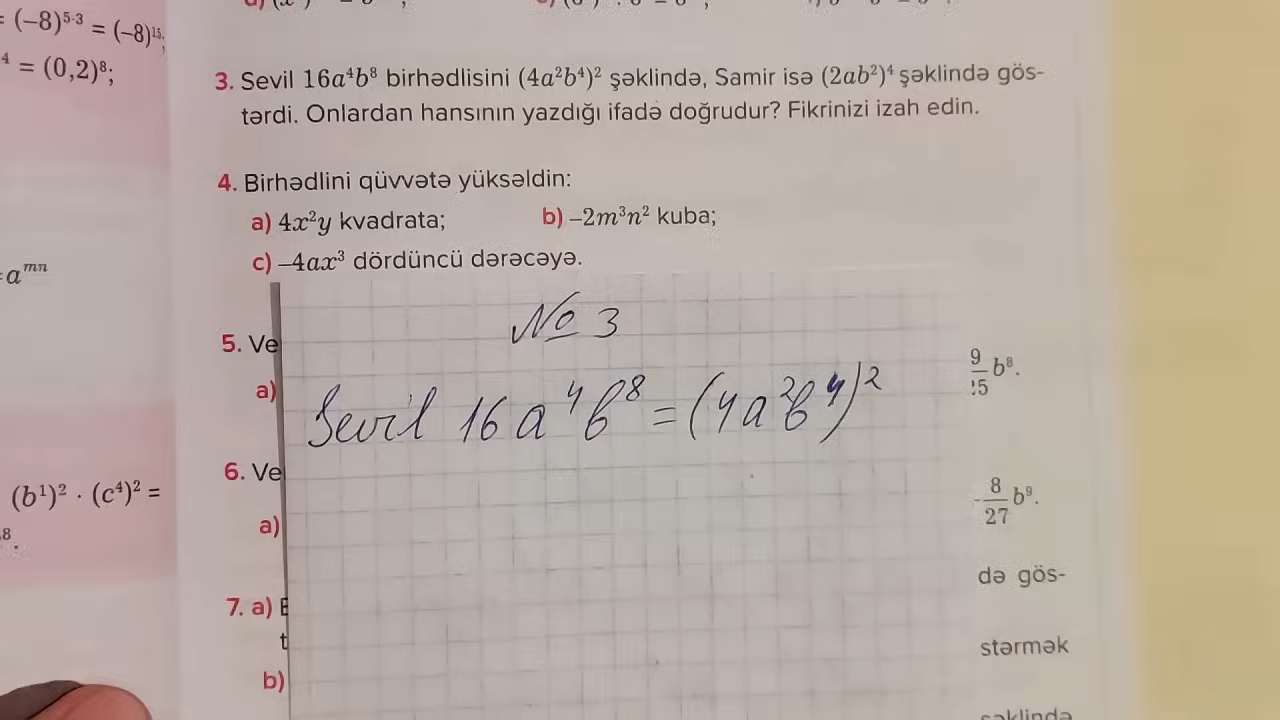 = (−8)⁵·³ = (−8)¹⁵;
⁴ = (0,2)⁸;
3. Sevil 16a⁴b⁸ birhədlisini (4a²b⁴)² şəklində, Samir isə (2ab²)⁴ şəklində gös-
tərdi. Onlardan hansının yazdığı ifadə doğrudur? Fikrinizi izah edin.
4. Birhədlini qüvvətə yüksəldin:
a) 4x²y kvadrata; b) −2m³n² kuba;
c) −4ax³ dördüncü dərəcəyə.
= aᵐⁿ
№ 3
5. Ve
a) b⁸.
Sevil 16a⁴b⁸ = (4a²b⁴)²
6. Ve
(b¹)² · (c⁴)² =
a) -8/27 b⁹.
8.
də gös-
7. a)
t stərmək
b)
şəklində